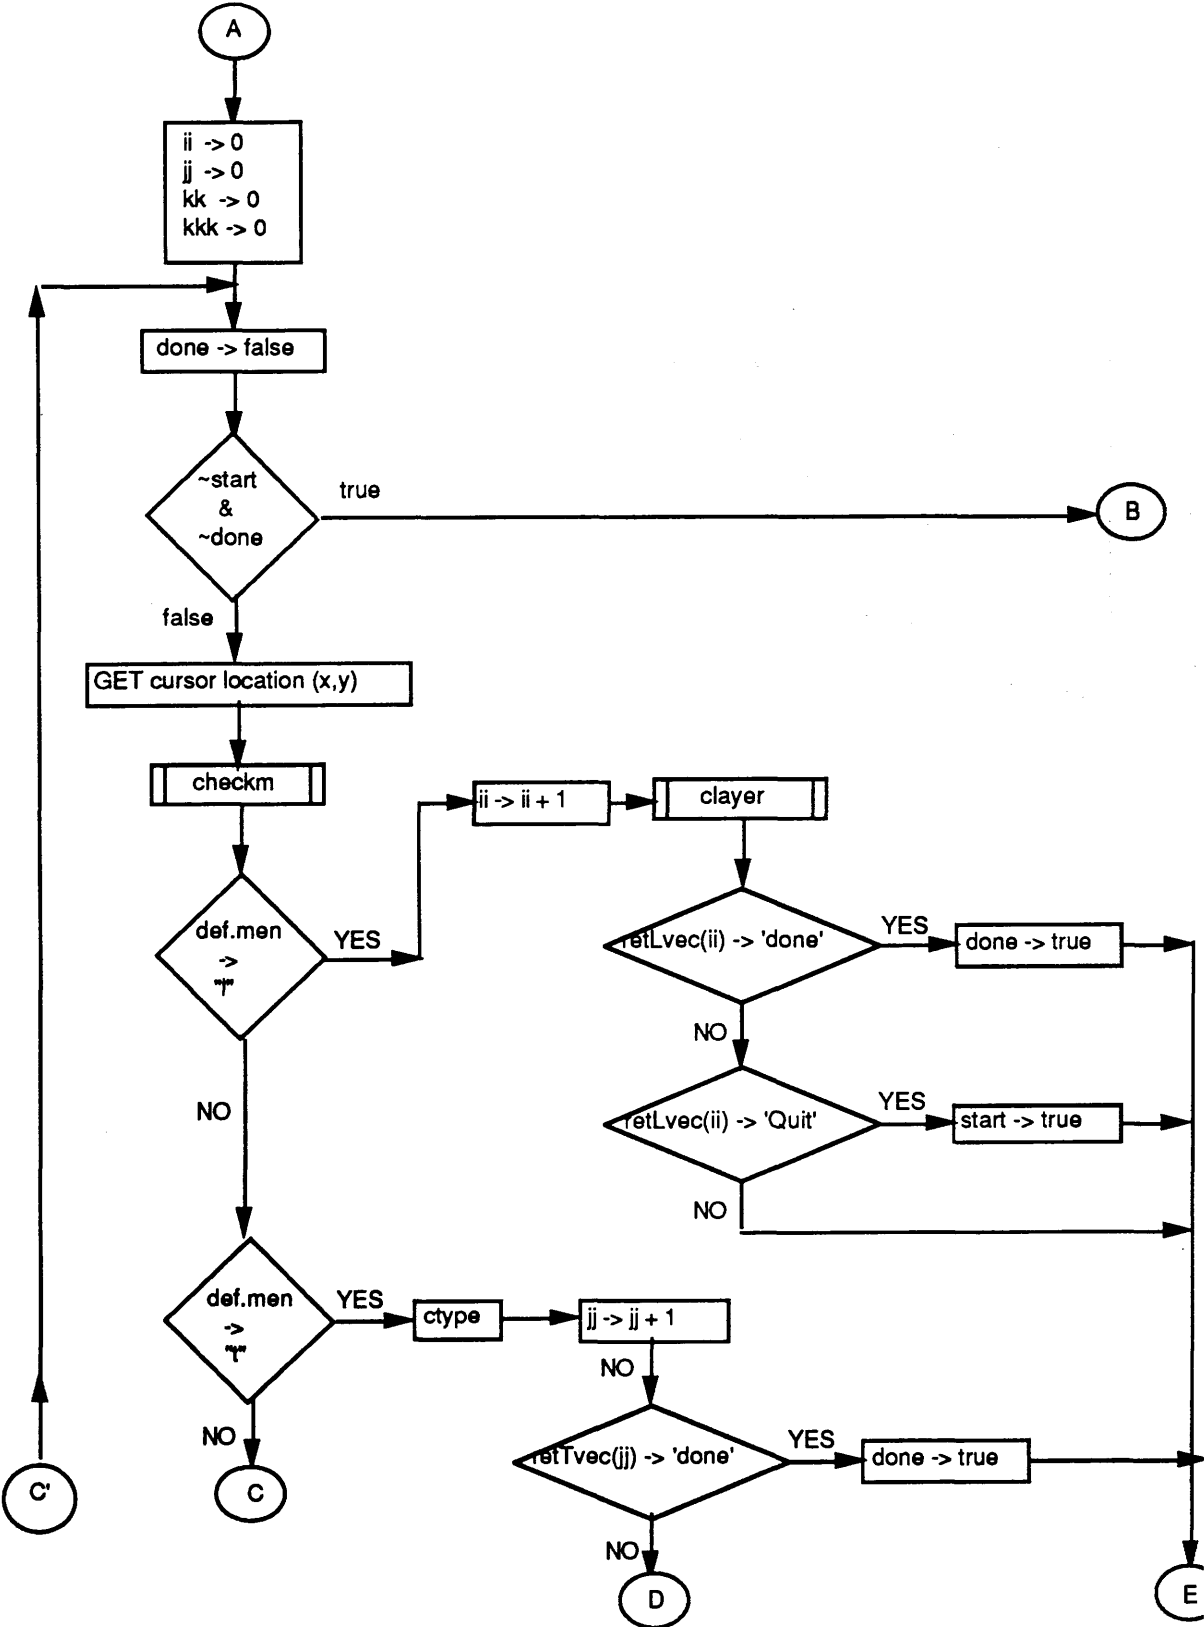 A
ii -> 0
jj -> 0
kk -> 0
kkk -> 0
done -> false
~start
&
~done
true
B
false
GET cursor location (x,y)
checkm
ii -> ii + 1
clayer
def.men
->
"l"
YES
retLvec(ii) -> 'done'
YES
done -> true
NO
NO
retLvec(ii) -> 'Quit'
YES
start -> true
NO
def.men
->
"t"
YES
ctype
jj -> jj + 1
NO
NO
retTvec(jj) -> 'done'
YES
done -> true
C'
C
NO
D
E